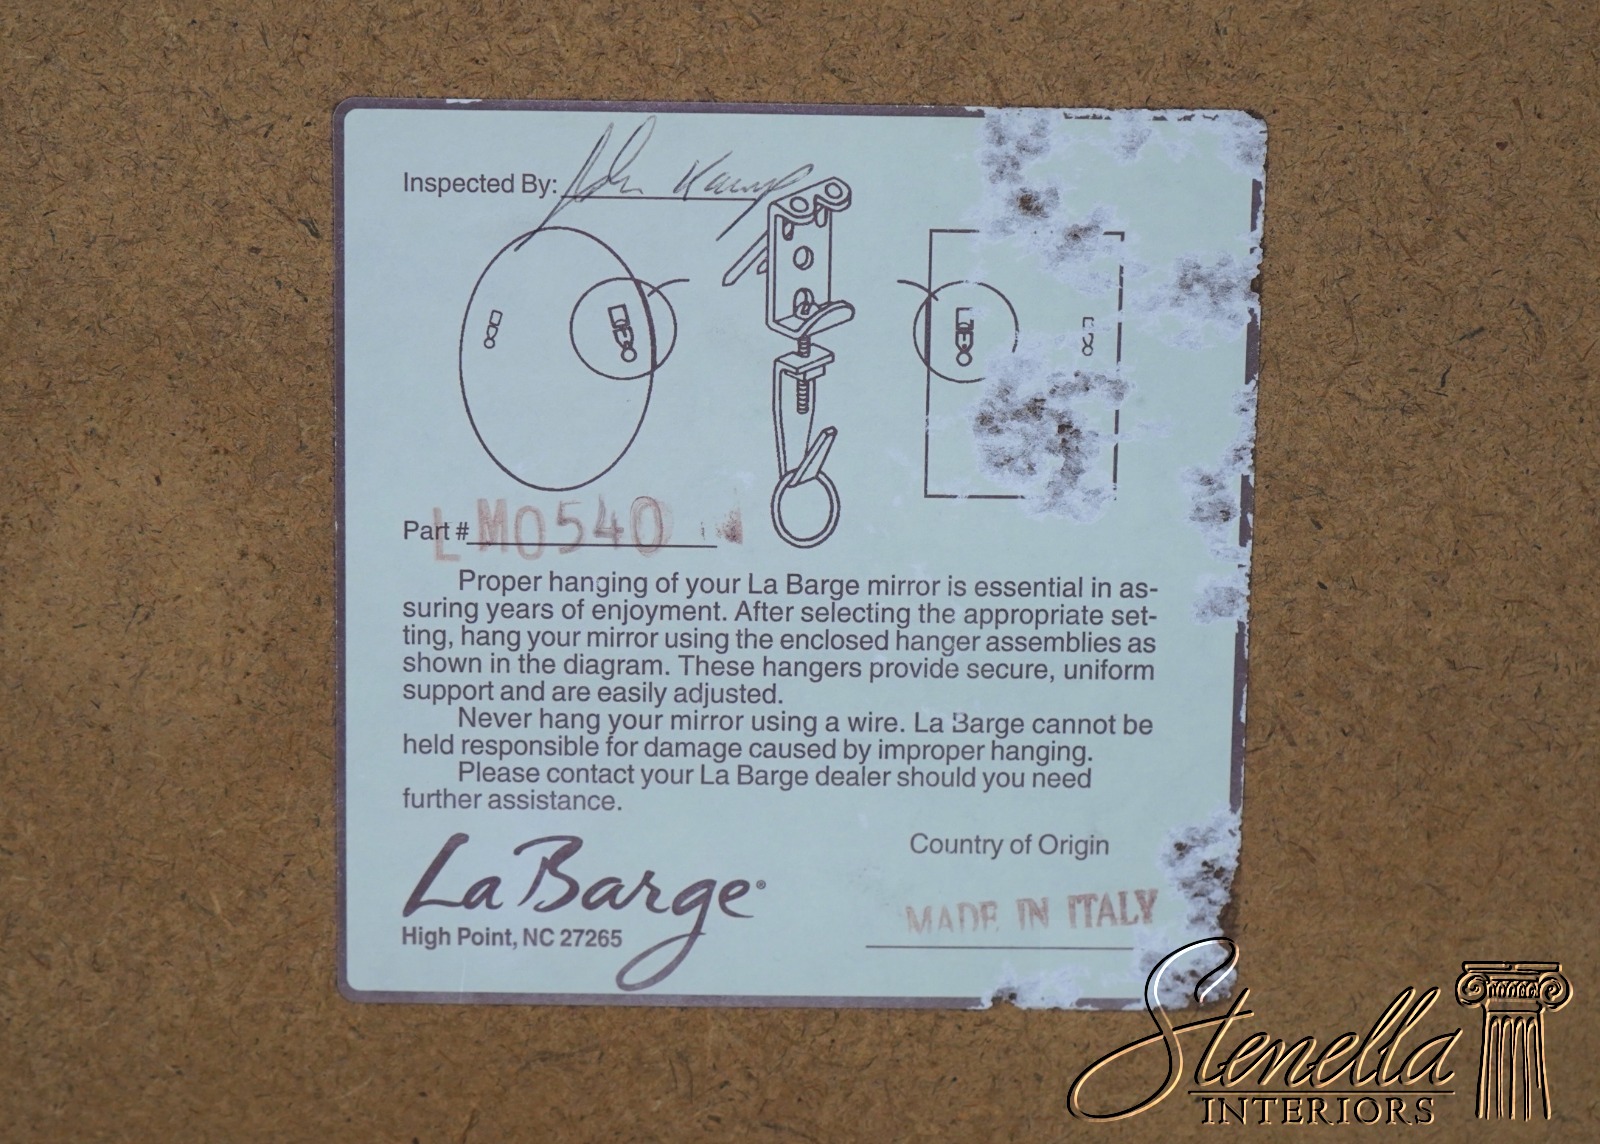 Inspected By: John
Part # LM0540
Proper hanging of your La Barge mirror is essential in as-
suring years of enjoyment. After selecting the appropriate set-
ting, hang your mirror using the enclosed hanger assemblies as
shown in the diagram. These hangers provide secure, uniform
support and are easily adjusted.
Never hang your mirror using a wire. La Barge cannot be
held responsible for damage caused by improper hanging.
Please contact your La Barge dealer should you need
further assistance.
La Barge®
High Point, NC 27265
Country of Origin
MADE IN ITALY
Stenella
INTERIORS